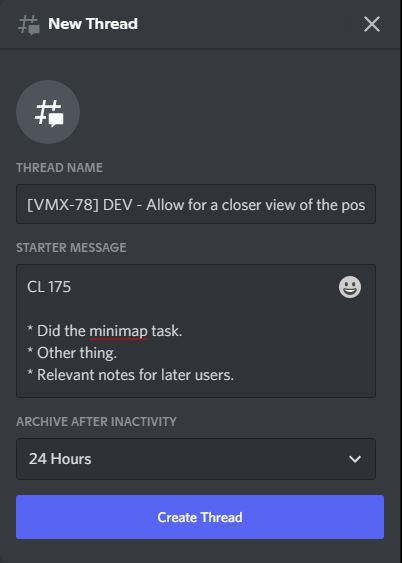 New Thread
THREAD NAME
[VMX-78] DEV - Allow for a closer view of the pos
STARTER MESSAGE
CL 175
* Did the minimap task.
* Other thing.
* Relevant notes for later users.
ARCHIVE AFTER INACTIVITY
24 Hours
Create Thread